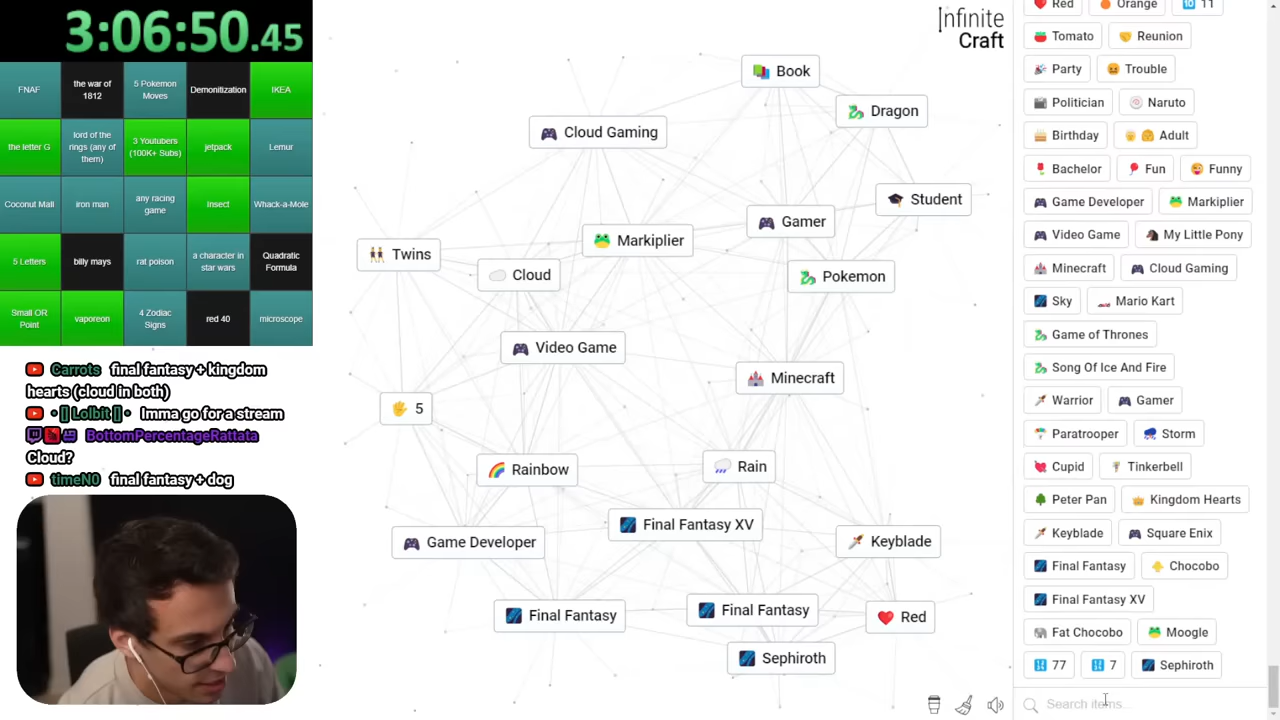 3:06:50.45
FNAF
the war of
1812
5 Pokemon
Moves
Demonitization
IKEA
the letter G
lord of the
rings (any of
them)
3 Youtubers
(100K+ Subs)
jetpack
Lemur
Coconut Mall
iron man
any racing
game
Insect
Whack-a-Mole
5 Letters
billy mays
rat poison
a character in
star wars
Quadratic
Formula
Small OR
Point
vaporeon
4 Zodiac
Signs
red 40
microscope
Carrots final fantasy + kingdom
hearts (cloud in both)
• [] Lolbit [] • Imma go for a stream
BottomPercentageRattata
Cloud?
timeN0 final fantasy + dog
Infinite
Craft
Book
Dragon
Cloud Gaming
Student
Gamer
Markiplier
Twins
Cloud
Pokemon
Video Game
Minecraft
5
Rainbow
Rain
Final Fantasy XV
Game Developer
Keyblade
Final Fantasy
Final Fantasy
Red
Sephiroth
Red Orange 11
Tomato Reunion
Party Trouble
Politician Naruto
Birthday Adult
Bachelor Fun Funny
Game Developer Markiplier
Video Game My Little Pony
Minecraft Cloud Gaming
Sky Mario Kart
Game of Thrones
Song Of Ice And Fire
Warrior Gamer
Paratrooper Storm
Cupid Tinkerbell
Peter Pan Kingdom Hearts
Keyblade Square Enix
Final Fantasy Chocobo
Final Fantasy XV
Fat Chocobo Moogle
77 7 Sephiroth
Search items...